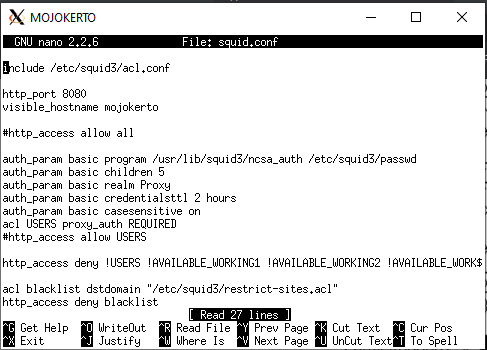 MOJOKERTO
GNU nano 2.2.6 File: squid.conf
include /etc/squid3/acl.conf
http_port 8080
visible_hostname mojokerto
#http_access allow all
auth_param basic program /usr/lib/squid3/ncsa_auth /etc/squid3/passwd
auth_param basic children 5
auth_param basic realm Proxy
auth_param basic credentialsttl 2 hours
auth_param basic casesensitive on
acl USERS proxy_auth REQUIRED
#http_access allow USERS
http_access deny !USERS !AVAILABLE_WORKING1 !AVAILABLE_WORKING2 !AVAILABLE_WORK$
acl blacklist dstdomain "/etc/squid3/restrict-sites.acl"
http_access deny blacklist
[ Read 27 lines ]
^G Get Help ^O WriteOut ^R Read File ^Y Prev Page ^K Cut Text ^C Cur Pos
^X Exit ^J Justify ^W Where Is ^V Next Page ^U UnCut Text ^T To Spell